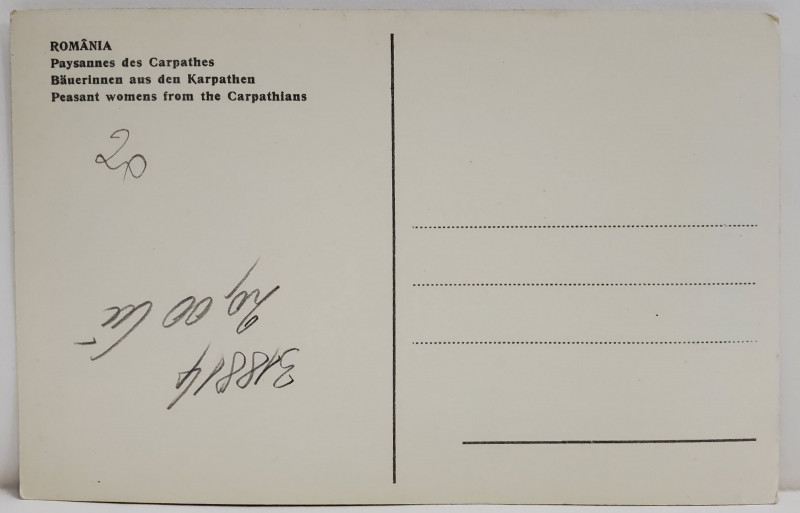 ROMÂNIA
Paysannes des Carpathes
Bäuerinnen aus den Karpathen
Peasant womens from the Carpathians
20
318814
20,00 lei